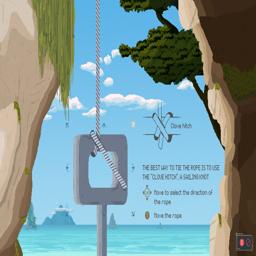 Clove Hitch
THE BEST WAY TO TIE THE ROPE IS TO USE
THE "CLOVE HITCH", A SAILING KNOT
Move to select the direction of
the rope
Move the rope